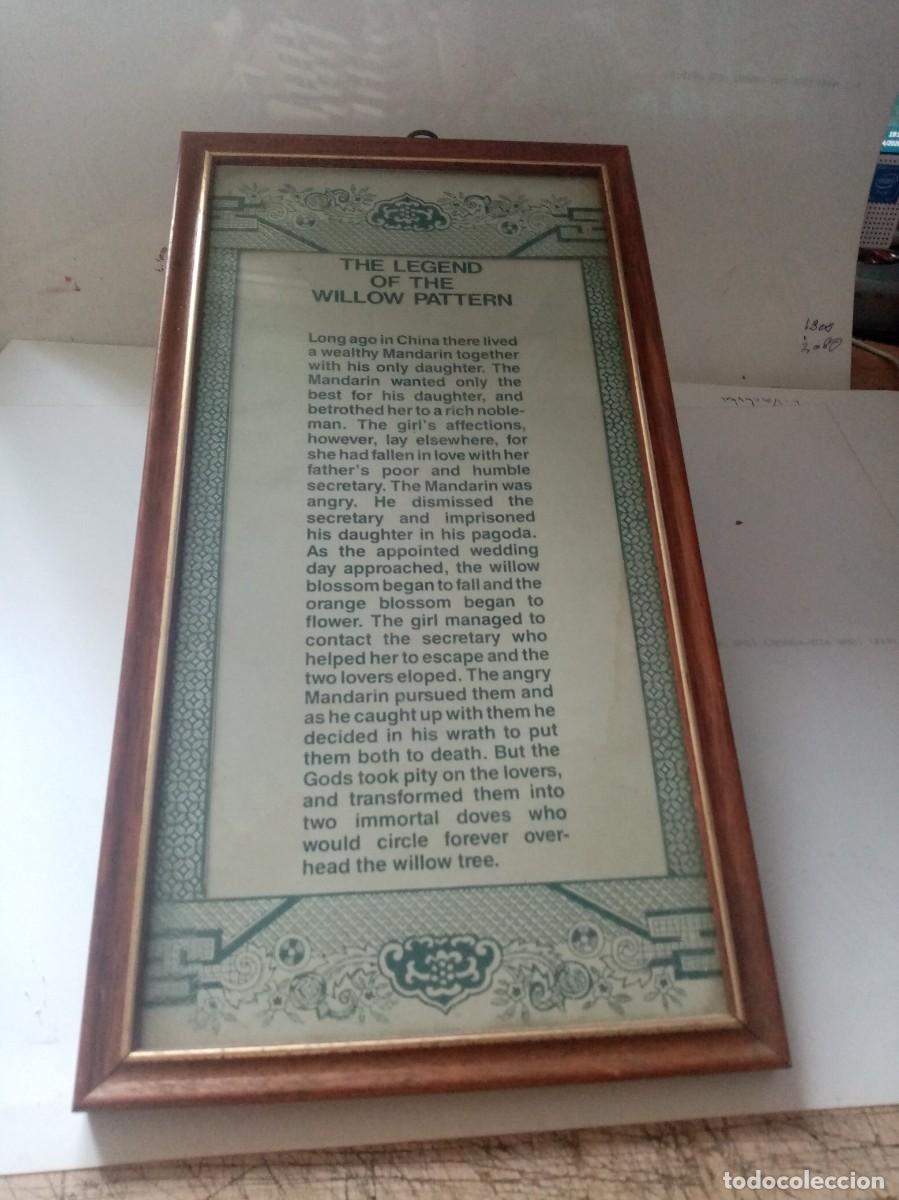 THE LEGEND
OF THE
WILLOW PATTERN
Long ago in China there lived
a wealthy Mandarin together
with his only daughter. The
Mandarin wanted only the
best for his daughter, and
betrothed her to a rich noble-
man. The girl's affections,
however, lay elsewhere, for
she had fallen in love with her
father's poor and humble
secretary. The Mandarin was
angry. He dismissed the
secretary and imprisoned
his daughter in his pagoda.
As the appointed wedding
day approached, the willow
blossom began to fall and the
orange blossom began to
flower. The girl managed to
contact the secretary who
helped her to escape and the
two lovers eloped. The angry
Mandarin pursued them and
as he caught up with them he
decided in his wrath to put
them both to death. But the
Gods took pity on the lovers,
and transformed them into
two immortal doves who
would circle forever over-
head the willow tree.
todocoleccion